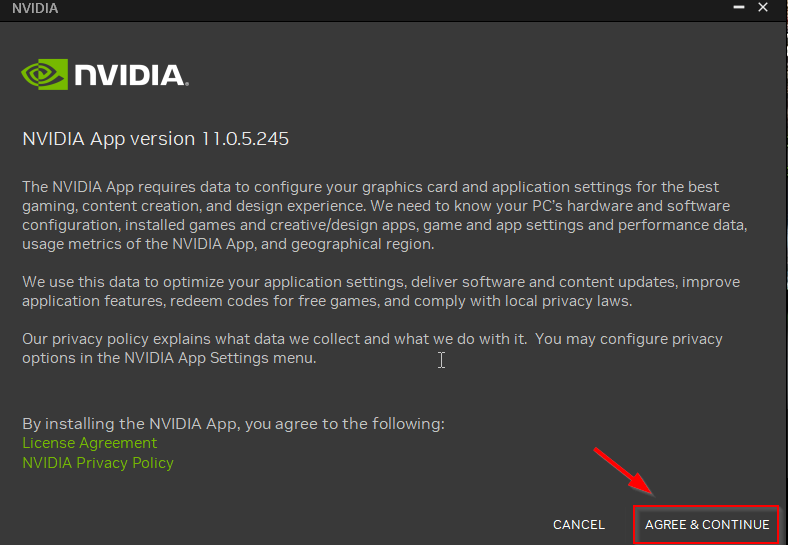 NVIDIA
NVIDIA.
NVIDIA App version 11.0.5.245
The NVIDIA App requires data to configure your graphics card and application settings for the best
gaming, content creation, and design experience. We need to know your PC's hardware and software
configuration, installed games and creative/design apps, game and app settings and performance data,
usage metrics of the NVIDIA App, and geographical region.
We use this data to optimize your application settings, deliver software and content updates, improve
application features, redeem codes for free games, and comply with local privacy laws.
Our privacy policy explains what data we collect and what we do with it.  You may configure privacy
options in the NVIDIA App Settings menu.
By installing the NVIDIA App, you agree to the following:
License Agreement
NVIDIA Privacy Policy
CANCEL AGREE & CONTINUE